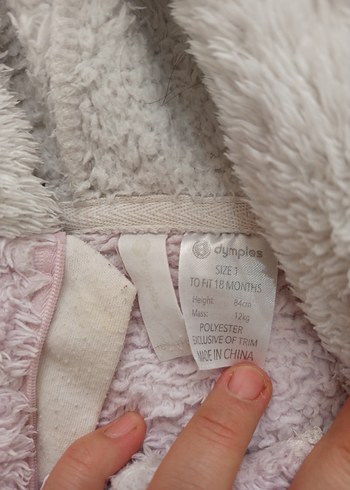 dymples
SIZE 1
TO FIT 18 MONTHS
Height: 84cm
Mass: 12kg
POLYESTER
EXCLUSIVE OF TRIM
MADE IN CHINA